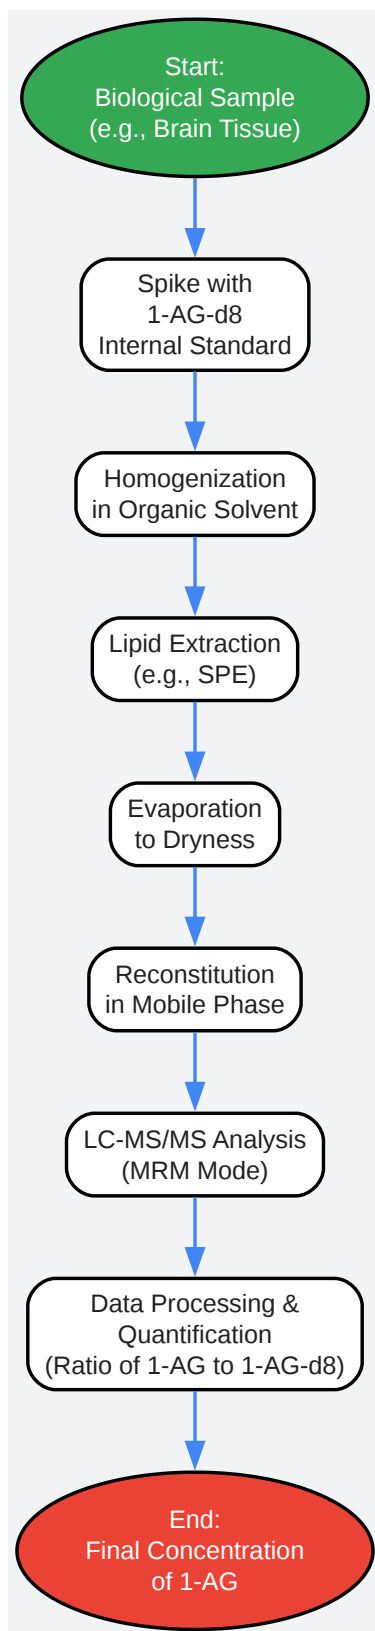 Start:
Biological Sample
(e.g., Brain Tissue)
Spike with
1-AG-d8
Internal Standard
Homogenization
in Organic Solvent
Lipid Extraction
(e.g., SPE)
Evaporation
to Dryness
Reconstitution
in Mobile Phase
LC-MS/MS Analysis
(MRM Mode)
Data Processing &
Quantification
(Ratio of 1-AG to 1-AG-d8)
End:
Final Concentration
of 1-AG